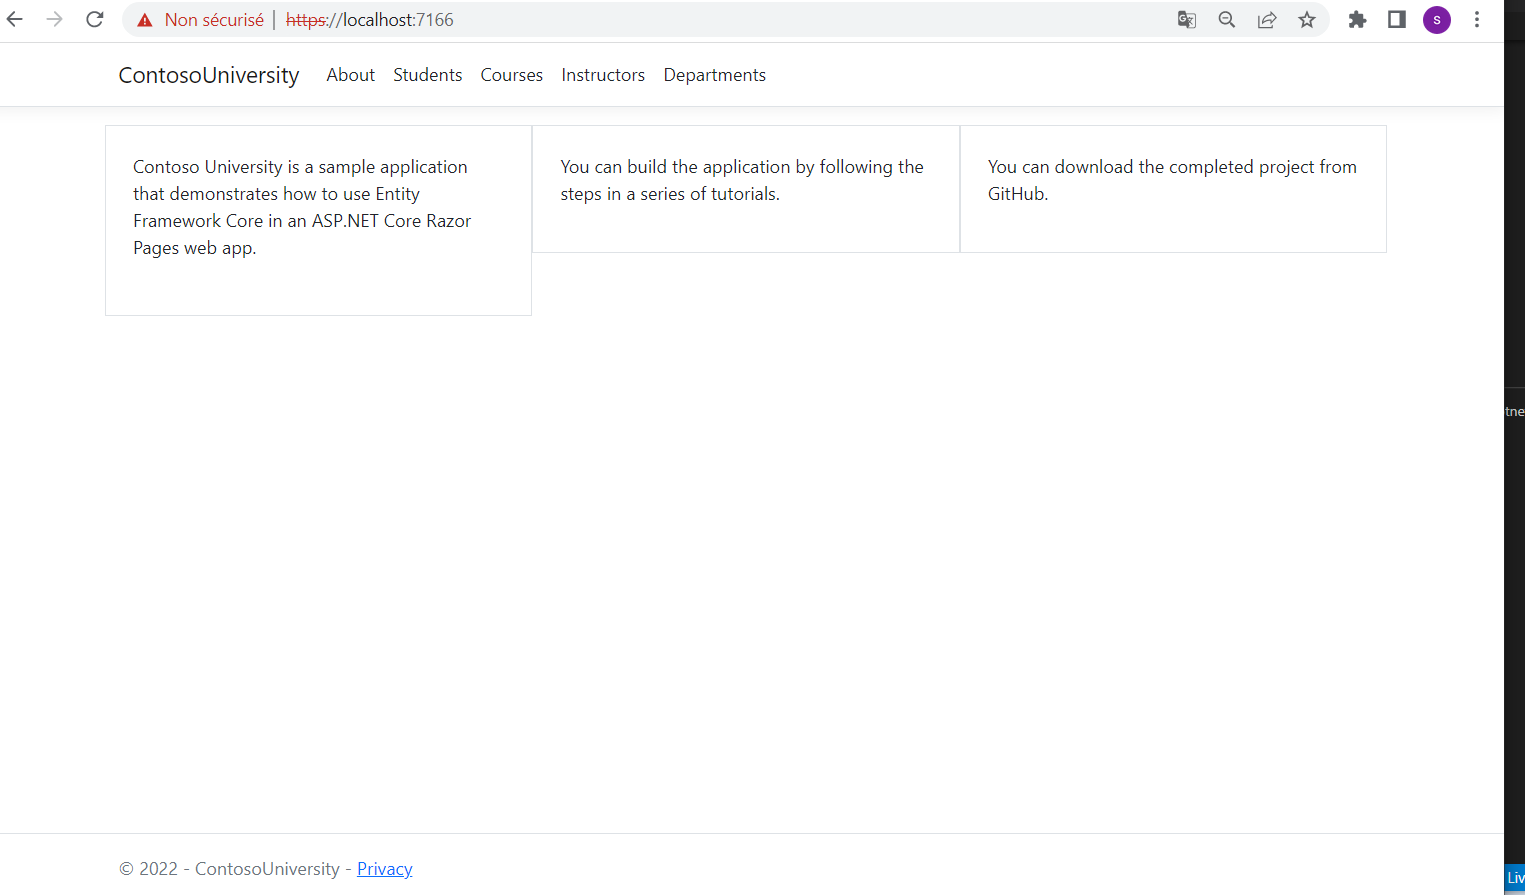 Non sécurisé | https://localhost:7166
S
ContosoUniversity About Students Courses Instructors Departments
Contoso University is a sample application
that demonstrates how to use Entity
Framework Core in an ASP.NET Core Razor
Pages web app.
You can build the application by following the
steps in a series of tutorials.
You can download the completed project from
GitHub.
tne
© 2022 - ContosoUniversity - Privacy
Liv